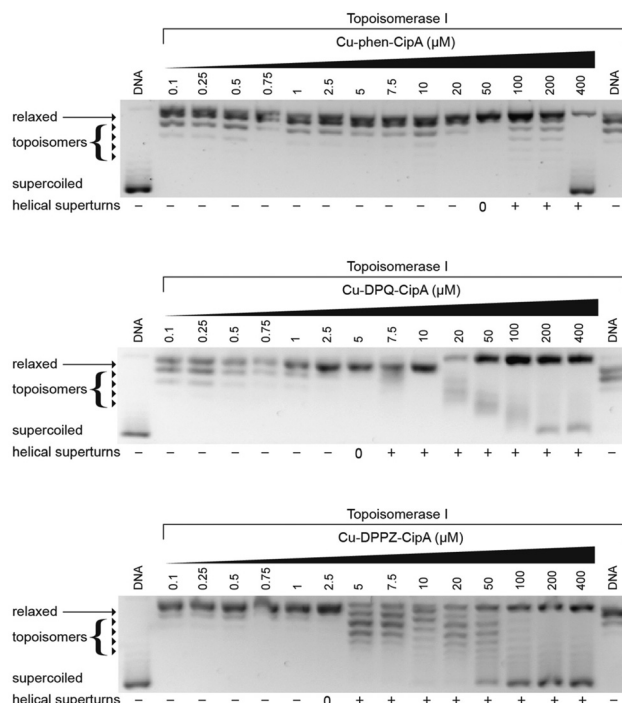 Topoisomerase I
Cu-phen-CipA (µM)
DNA 0.1 0.25 0.5 0.75 1 2.5 5 7.5 10 20 50 100 200 400 DNA
relaxed
topoisomers
supercoiled
helical superturns – – – – – – – – – – – 0 + + + –
Topoisomerase I
Cu-DPQ-CipA (µM)
DNA 0.1 0.25 0.5 0.75 1 2.5 5 7.5 10 20 50 100 200 400 DNA
relaxed
topoisomers
supercoiled
helical superturns – – – – – – – 0 + + + + + + + –
Topoisomerase I
Cu-DPPZ-CipA (µM)
DNA 0.1 0.25 0.5 0.75 1 2.5 5 7.5 10 20 50 100 200 400 DNA
relaxed
topoisomers
supercoiled
helical superturns – – – – – – 0 + + + + + + + + –